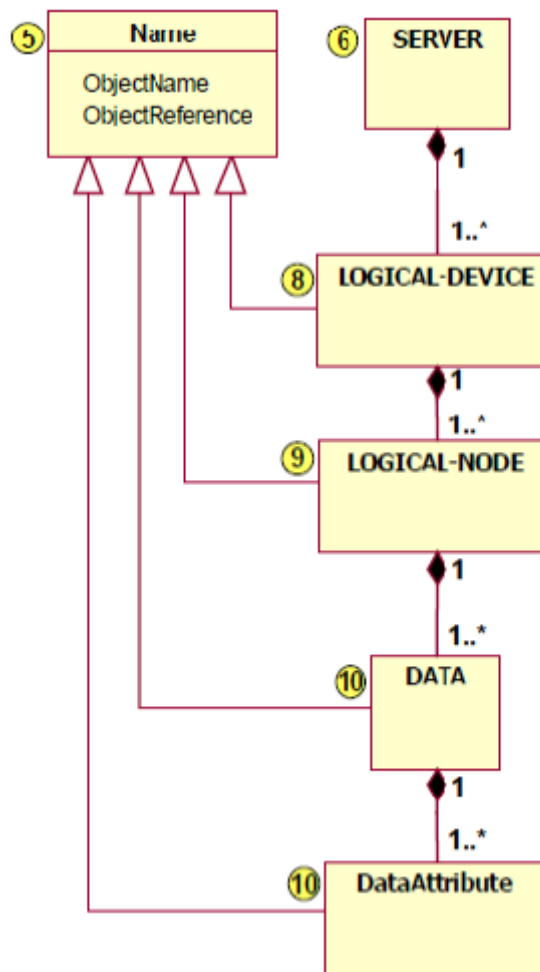 5
Name
ObjectName
ObjectReference
6
SERVER
1
1..*
8
LOGICAL-DEVICE
1
1..*
9
LOGICAL-NODE
1
1..*
10
DATA
1
1..*
10
DataAttribute